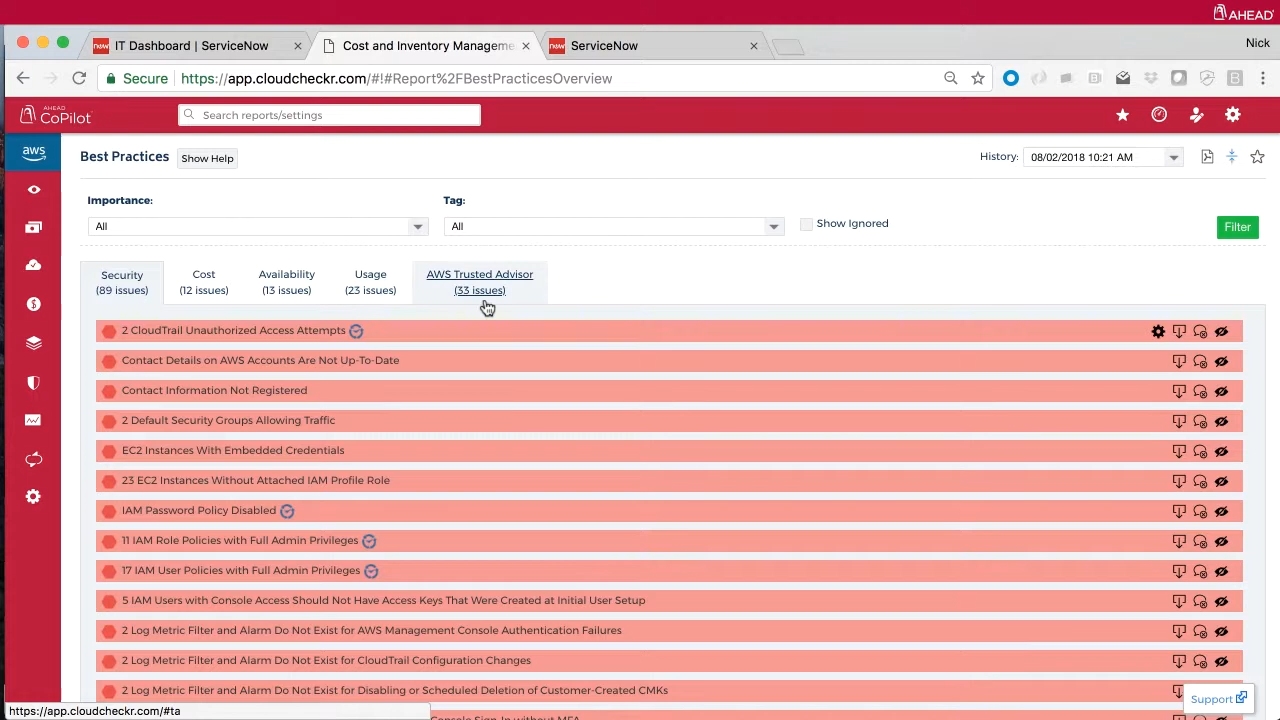 AHEAD
IT Dashboard | ServiceNow
Cost and Inventory Manageme
ServiceNow
Nick
Secure
https://app.cloudcheckr.com/#!#Report%2FBestPracticesOverview
AHEAD
CoPilot
Search reports/settings
aws
Best Practices
Show Help
History:
08/02/2018 10:21 AM
Importance:
Tag:
All
All
Show Ignored
Filter
Security
(89 issues)
Cost
(12 issues)
Availability
(13 issues)
Usage
(23 issues)
AWS Trusted Advisor
(33 issues)
2 CloudTrail Unauthorized Access Attempts
Contact Details on AWS Accounts Are Not Up-To-Date
Contact Information Not Registered
2 Default Security Groups Allowing Traffic
EC2 Instances With Embedded Credentials
23 EC2 Instances Without Attached IAM Profile Role
IAM Password Policy Disabled
11 IAM Role Policies with Full Admin Privileges
17 IAM User Policies with Full Admin Privileges
5 IAM Users with Console Access Should Not Have Access Keys That Were Created at Initial User Setup
2 Log Metric Filter and Alarm Do Not Exist for AWS Management Console Authentication Failures
2 Log Metric Filter and Alarm Do Not Exist for CloudTrail Configuration Changes
2 Log Metric Filter and Alarm Do Not Exist for Disabling or Scheduled Deletion of Customer-Created CMKs
Support
https://app.cloudcheckr.com/#ta
Console Sign-In without MFA